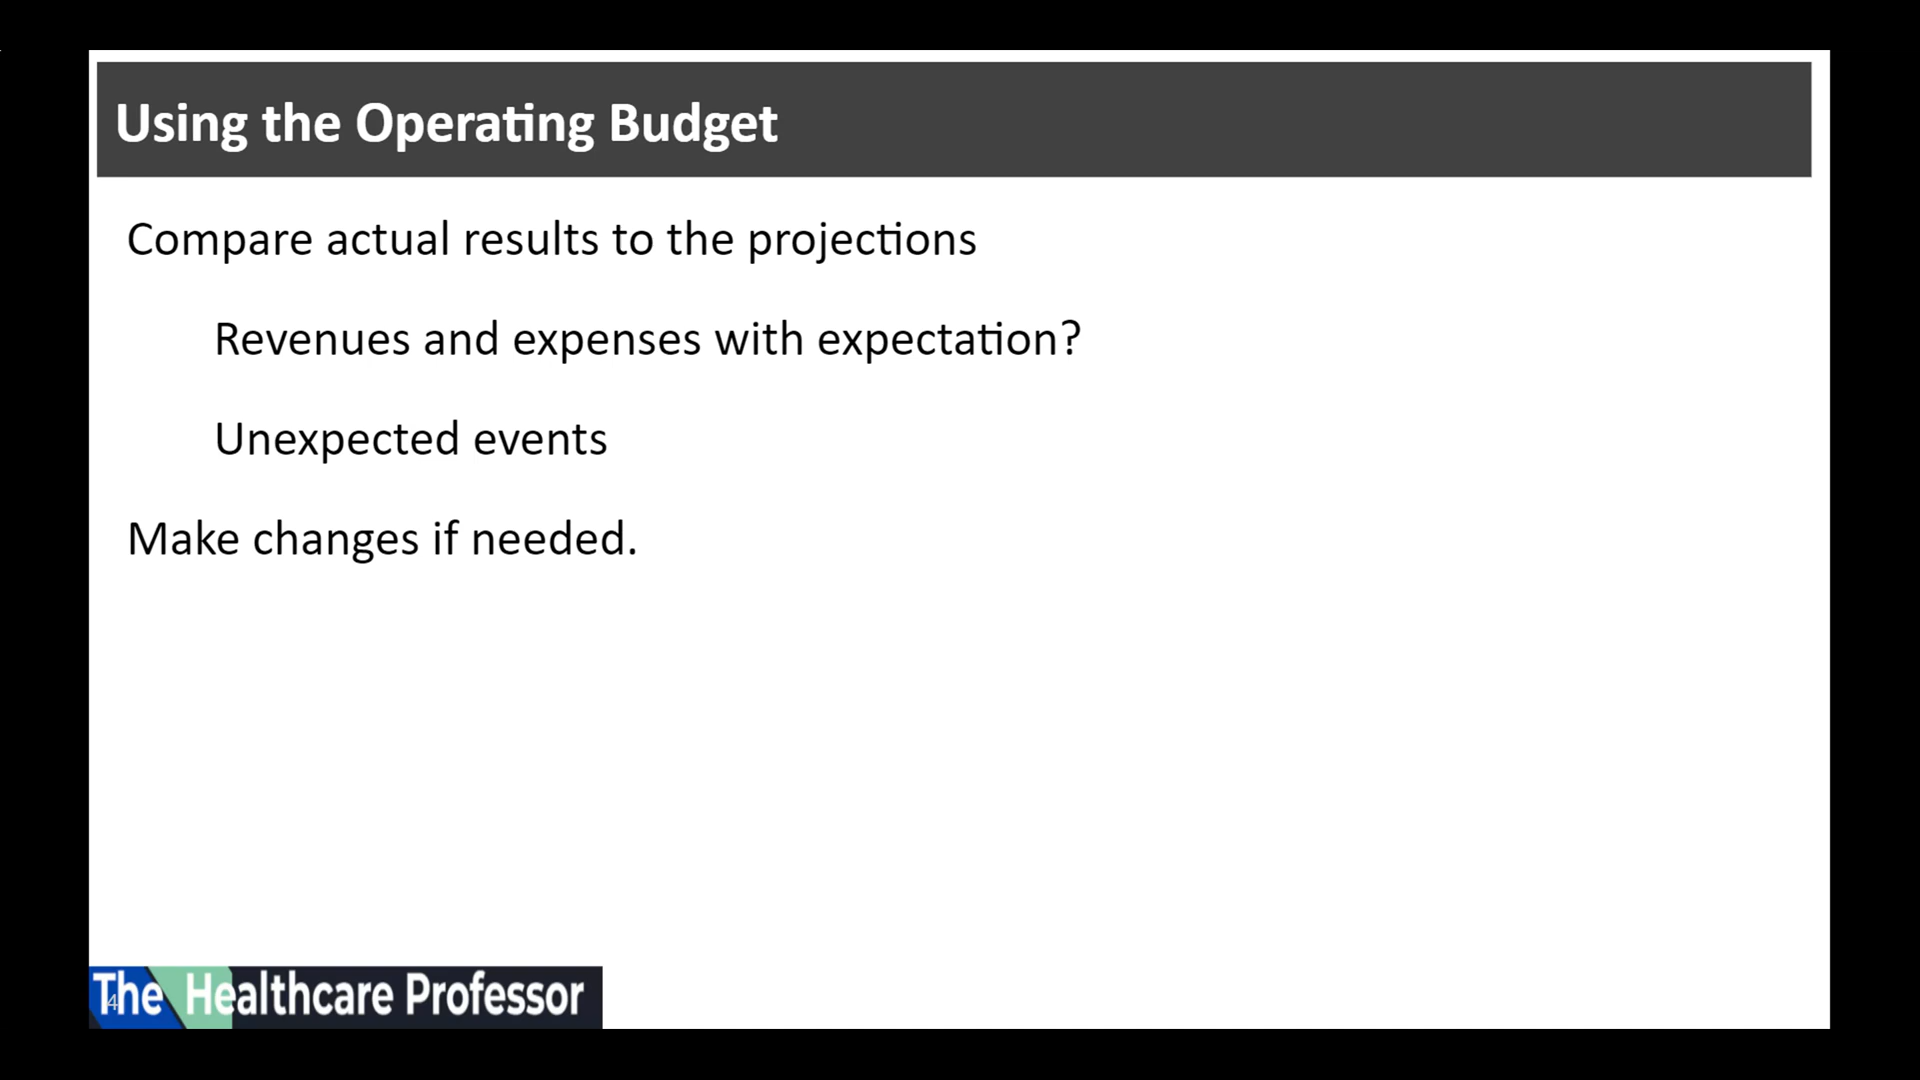 Using the Operating Budget
Compare actual results to the projections
Revenues and expenses with expectation?
Unexpected events
Make changes if needed.
The Healthcare Professor
4